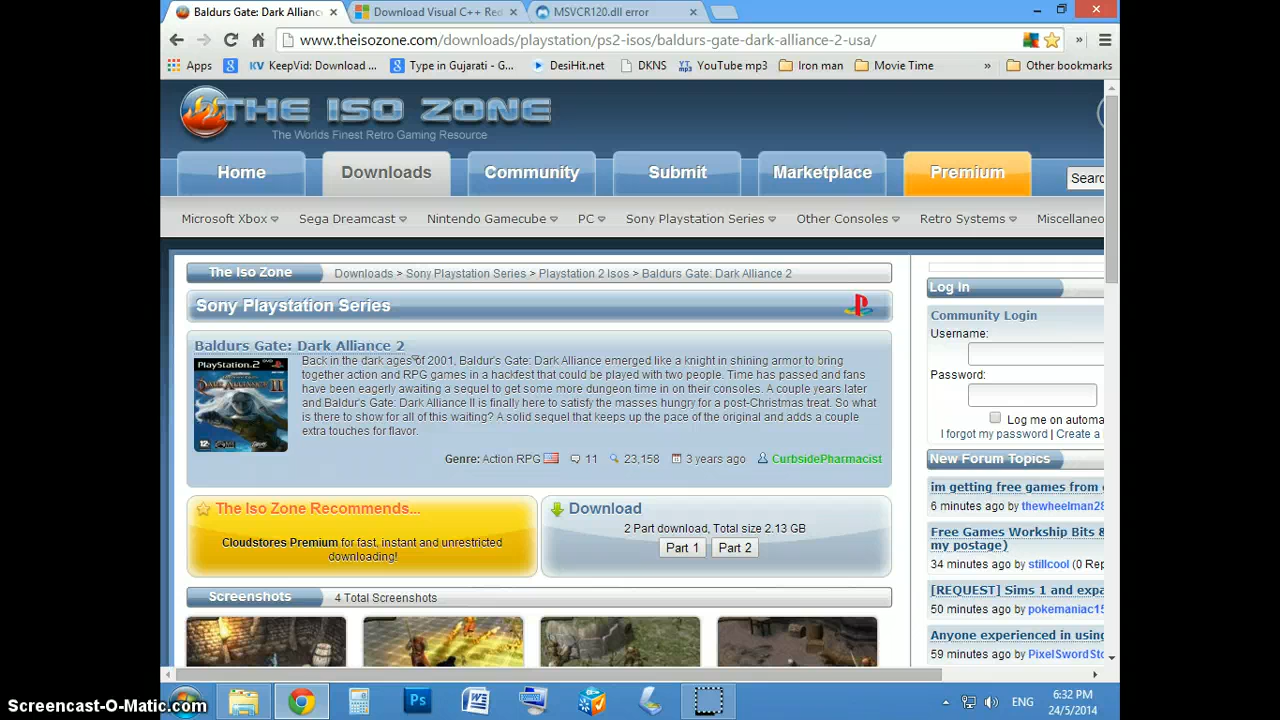 Baldurs Gate: Dark Alliance
Download Visual C++ Red
MSVCR120.dll error
www.theisozone.com/downloads/playstation/ps2-isos/baldurs-gate-dark-alliance-2-usa/
Apps
KeepVid: Download ...
Type in Gujarati - G...
DesiHit.net
DKNS
YouTube mp3
Iron man
Movie Time
»
Other bookmarks
THE ISO ZONE
The Worlds Finest Retro Gaming Resource
Home
Downloads
Community
Submit
Marketplace
Premium
Searc
Microsoft Xbox
Sega Dreamcast
Nintendo Gamecube
PC
Sony Playstation Series
Other Consoles
Retro Systems
Miscellaneo
The Iso Zone
Downloads > Sony Playstation Series > Playstation 2 Isos > Baldurs Gate: Dark Alliance 2
Sony Playstation Series
Baldurs Gate: Dark Alliance 2
PlayStation.2
DARK ALLIANCE II
Back in the dark ages of 2001, Baldur's Gate: Dark Alliance emerged like a knight in shining armor to bring
together action and RPG games in a hackfest that could be played with two people. Time has passed and fans
have been eagerly awaiting a sequel to get some more dungeon time in on their consoles. A couple years later
and Baldur's Gate: Dark Alliance II is finally here to satisfy the masses hungry for a post-Christmas treat. So what
is there to show for all of this waiting? A solid sequel that keeps up the pace of the original and adds a couple
extra touches for flavor.
Genre: Action RPG 11 23,158 3 years ago CurbsidePharmacist
The Iso Zone Recommends...
Cloudstores Premium for fast, instant and unrestricted
downloading!
Download
2 Part download, Total size 2.13 GB
Part 1 Part 2
Screenshots
4 Total Screenshots
Log In
Community Login
Username:
Password:
Log me on automa
I forgot my password | Create a
New Forum Topics
im getting free games from
6 minutes ago by thewheelman28
Free Games Workship Bits &
my postage)
34 minutes ago by stillcool (0 Rep
[REQUEST] Sims 1 and expa
50 minutes ago by pokemaniac15
Anyone experienced in using
59 minutes ago by PixelSwordSto
Ps
ENG
6:32 PM
24/5/2014
Screencast-O-Matic.com